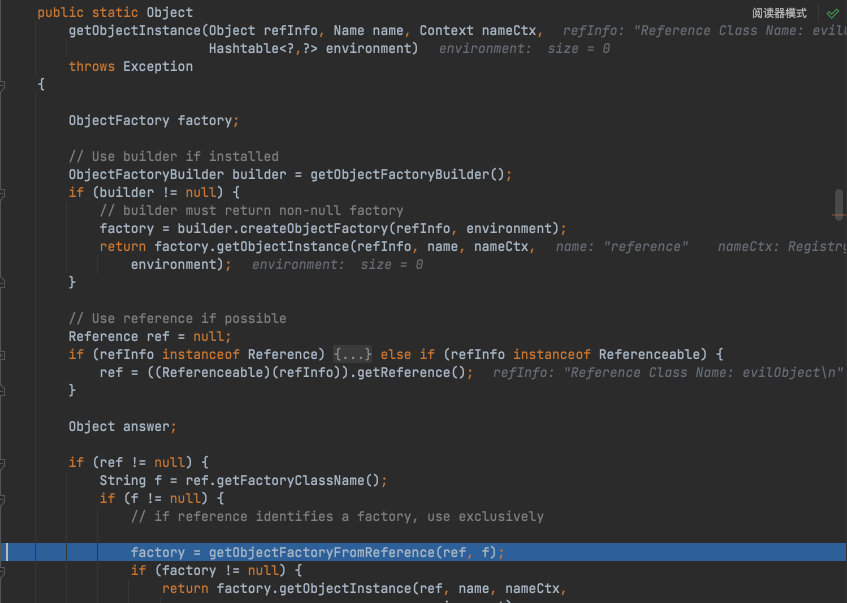 public static Object
阅读器模式
getObjectInstance(Object refInfo, Name name, Context nameCtx, refInfo: "Reference Class Name: evil
Hashtable<?,?> environment) environment: size = 0
throws Exception
{
ObjectFactory factory;
// Use builder if installed
ObjectFactoryBuilder builder = getObjectFactoryBuilder();
if (builder != null) {
// builder must return non-null factory
factory = builder.createObjectFactory(refInfo, environment);
return factory.getObjectInstance(refInfo, name, nameCtx, name: "reference" nameCtx: Registry
environment); environment: size = 0
}
// Use reference if possible
Reference ref = null;
if (refInfo instanceof Reference) {...} else if (refInfo instanceof Referenceable) {
ref = ((Referenceable)(refInfo)).getReference(); refInfo: "Reference Class Name: evilObject\n"
}
Object answer;
if (ref != null) {
String f = ref.getFactoryClassName();
if (f != null) {
// if reference identifies a factory, use exclusively
factory = getObjectFactoryFromReference(ref, f);
if (factory != null) {
return factory.getObjectInstance(ref, name, nameCtx,